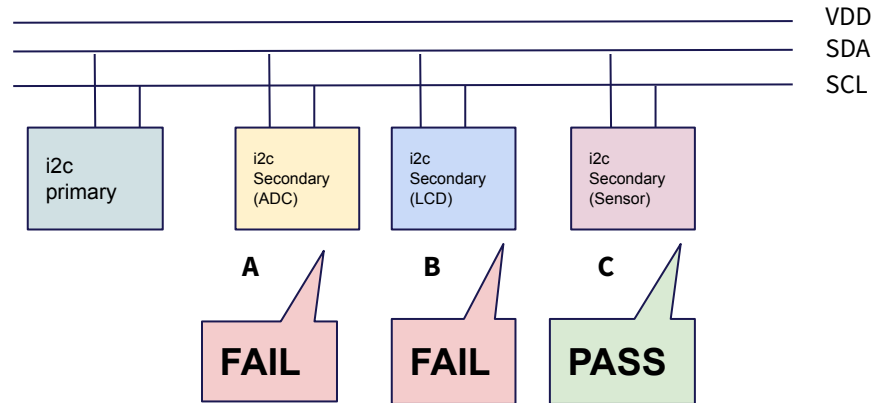 VDD
SDA
SCL
i2c
primary
i2c
Secondary
(ADC)
i2c
Secondary
(LCD)
i2c
Secondary
(Sensor)
A
B
C
FAIL
FAIL
PASS